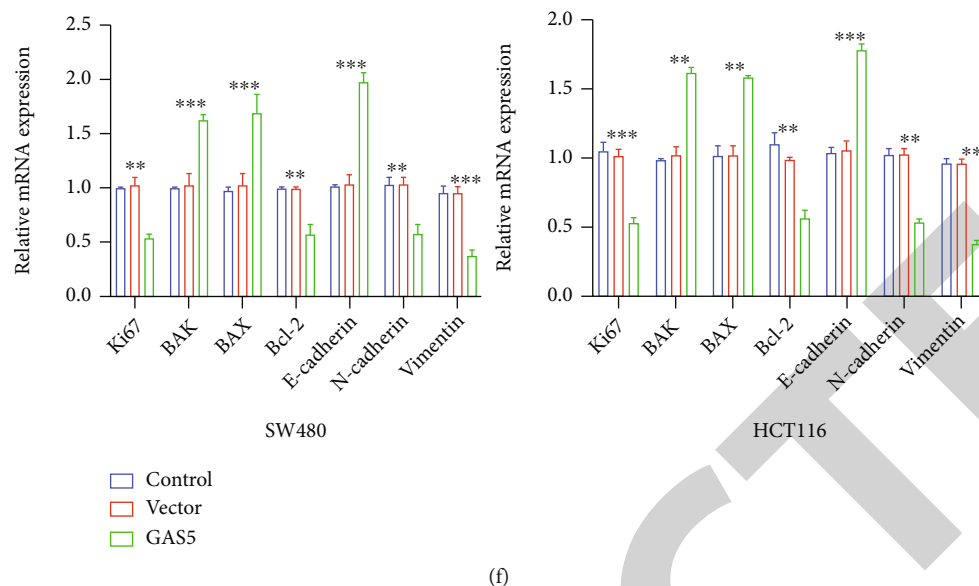 Relative mRNA expression
2.5
2.0
1.5
1.0
0.5
0.0
** *** *** ** *** ** ***
Ki67 BAK BAX Bcl-2 E-cadherin N-cadherin Vimentin
SW480
Relative mRNA expression
2.0
1.5
1.0
0.5
0.0
*** ** ** ** *** ** **
Ki67 BAK BAX Bcl-2 E-cadherin N-cadherin Vimentin
HCT116
Control
Vector
GAS5
(f)